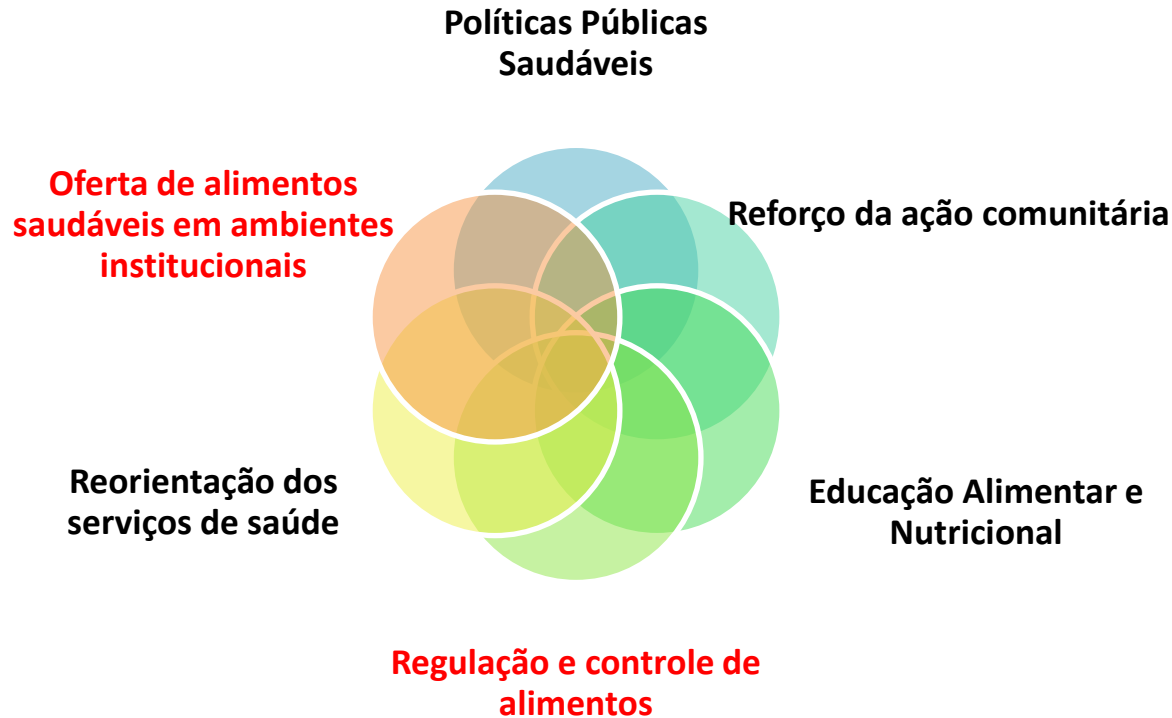 Políticas Públicas
Saudáveis
Oferta de alimentos
saudáveis em ambientes
institucionais
Reforço da ação comunitária
Reorientação dos
serviços de saúde
Educação Alimentar e
Nutricional
Regulação e controle de
alimentos